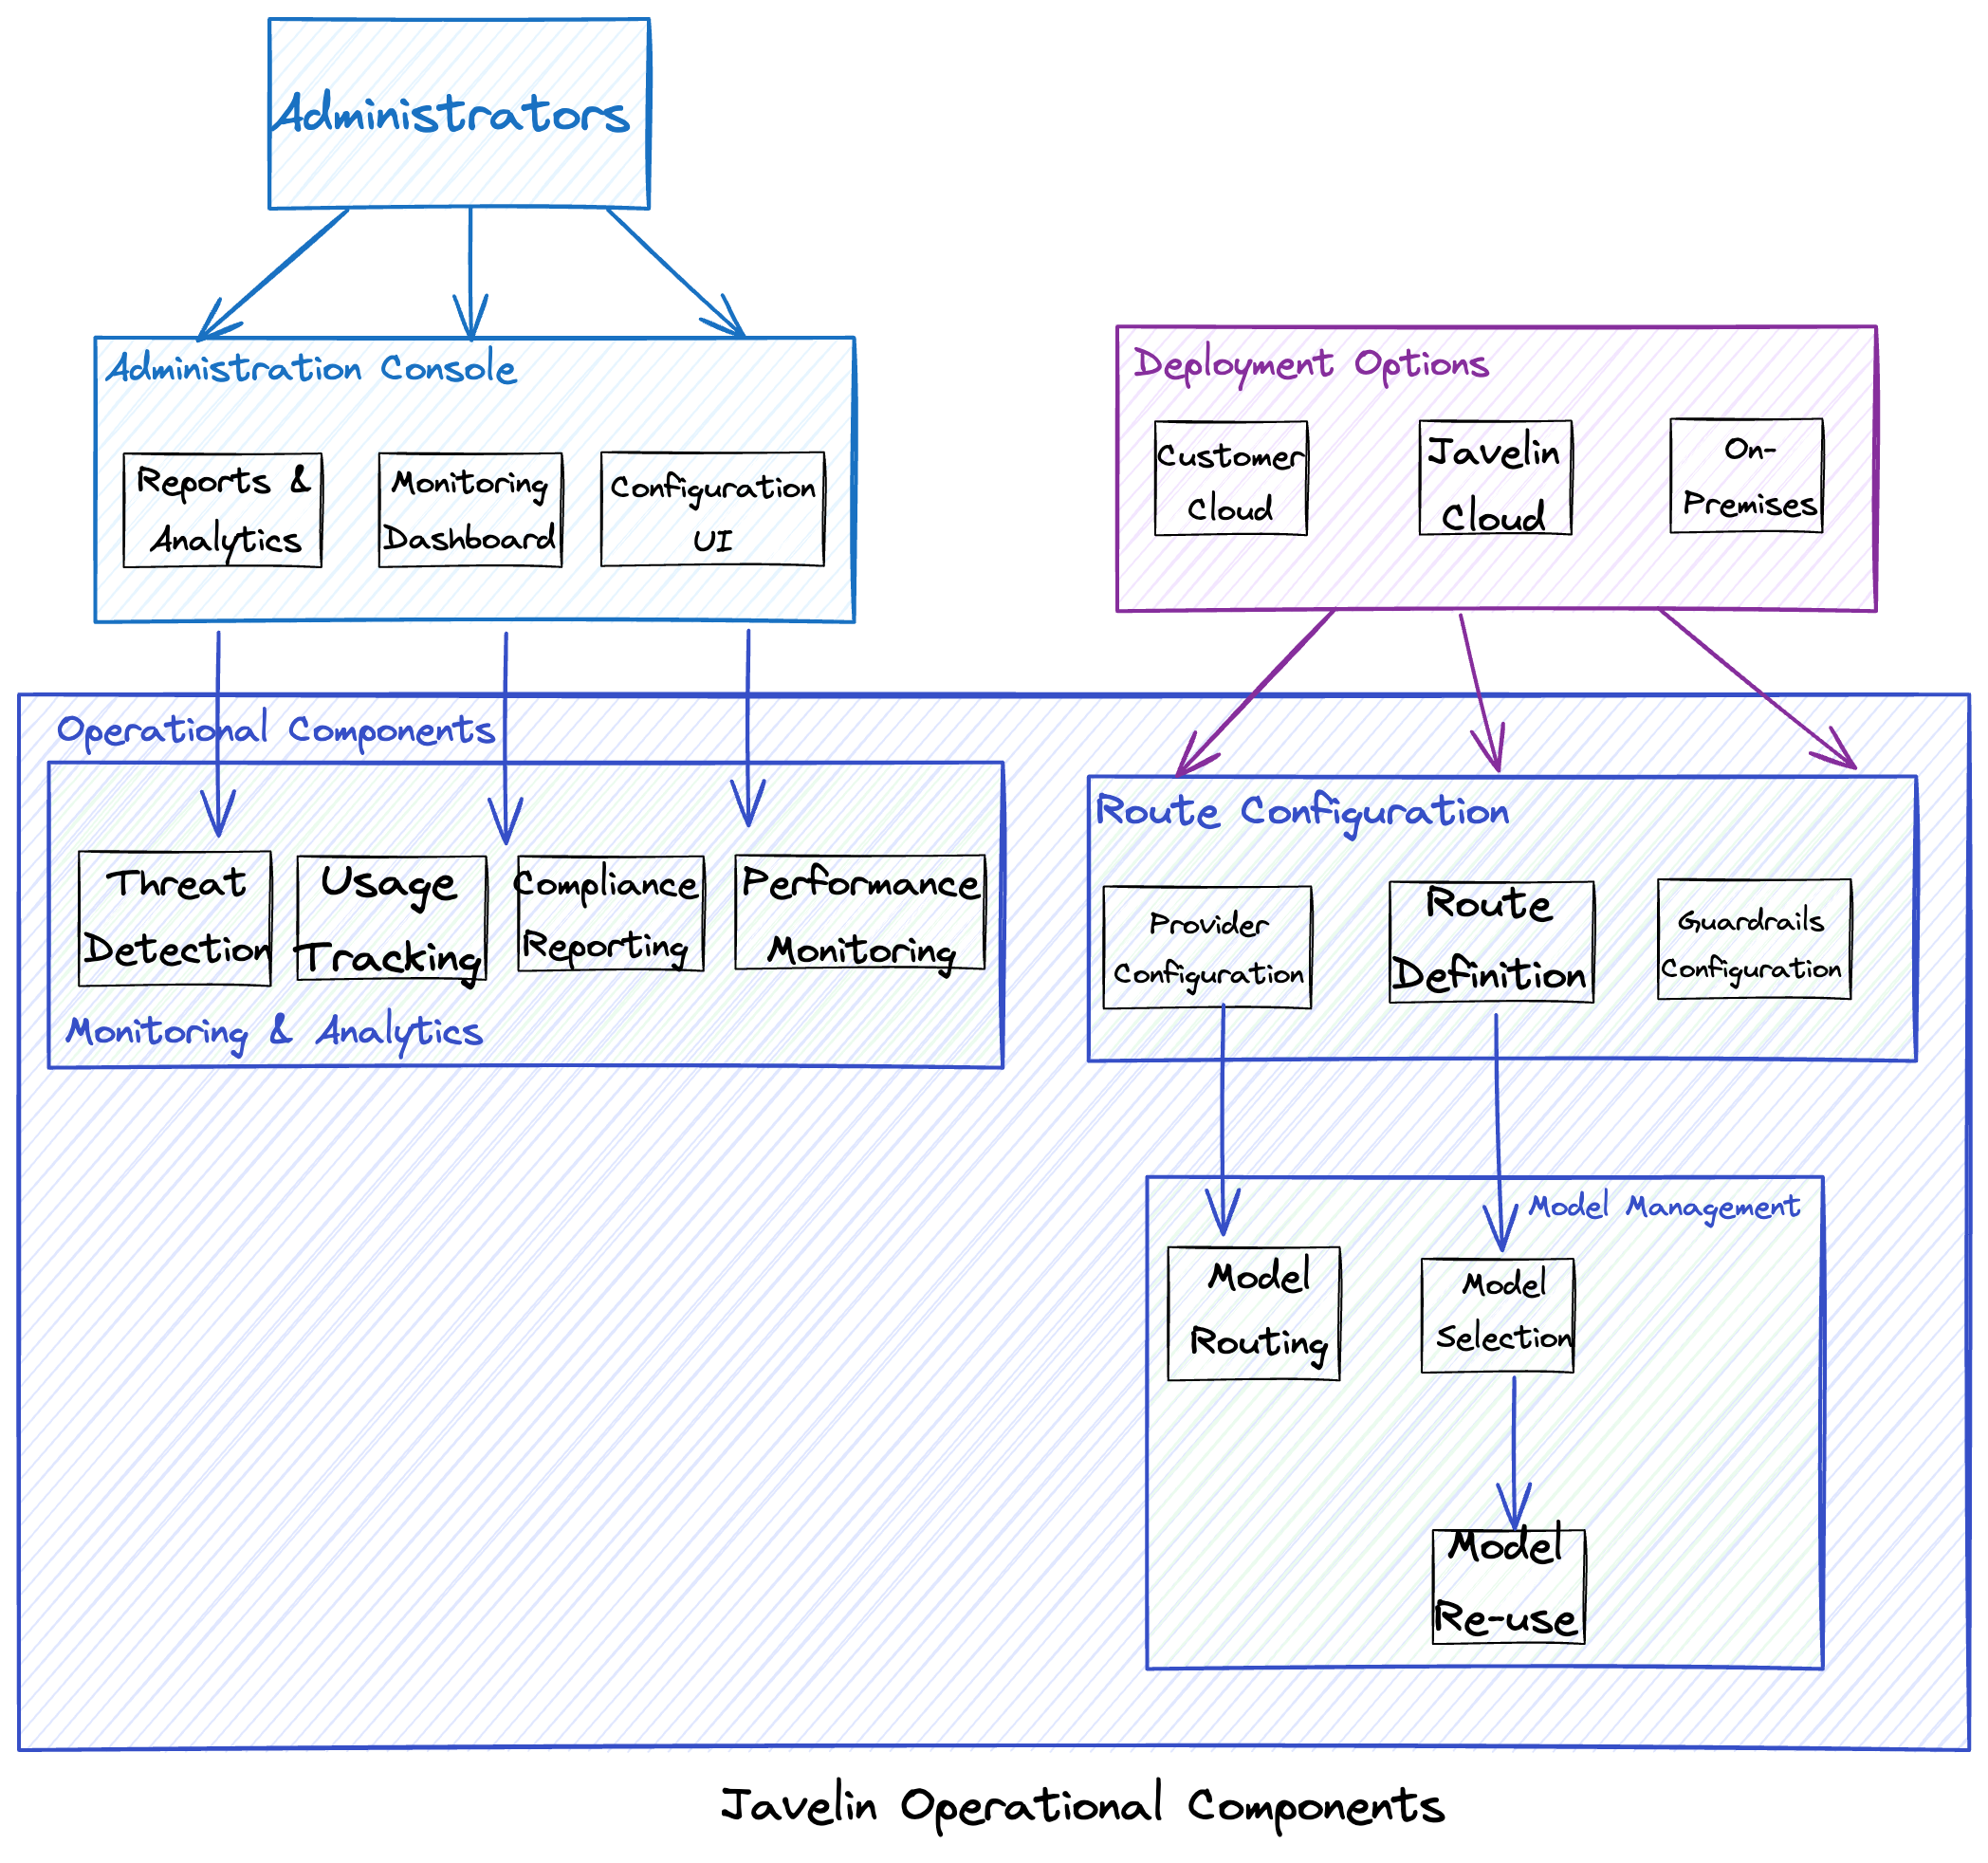 Administrators
Administration Console
Reports &
Analytics
Monitoring
Dashboard
Configuration
UI
Deployment Options
Customer
Cloud
Javelin
Cloud
On-
Premises
Operational Components
Threat
Detection
Usage
Tracking
Compliance
Reporting
Performance
Monitoring
Monitoring & Analytics
Route Configuration
Provider
Configuration
Route
Definition
Guardrails
Configuration
Model Management
Model
Routing
Model
Selection
Model
Re-use
Javelin Operational Components